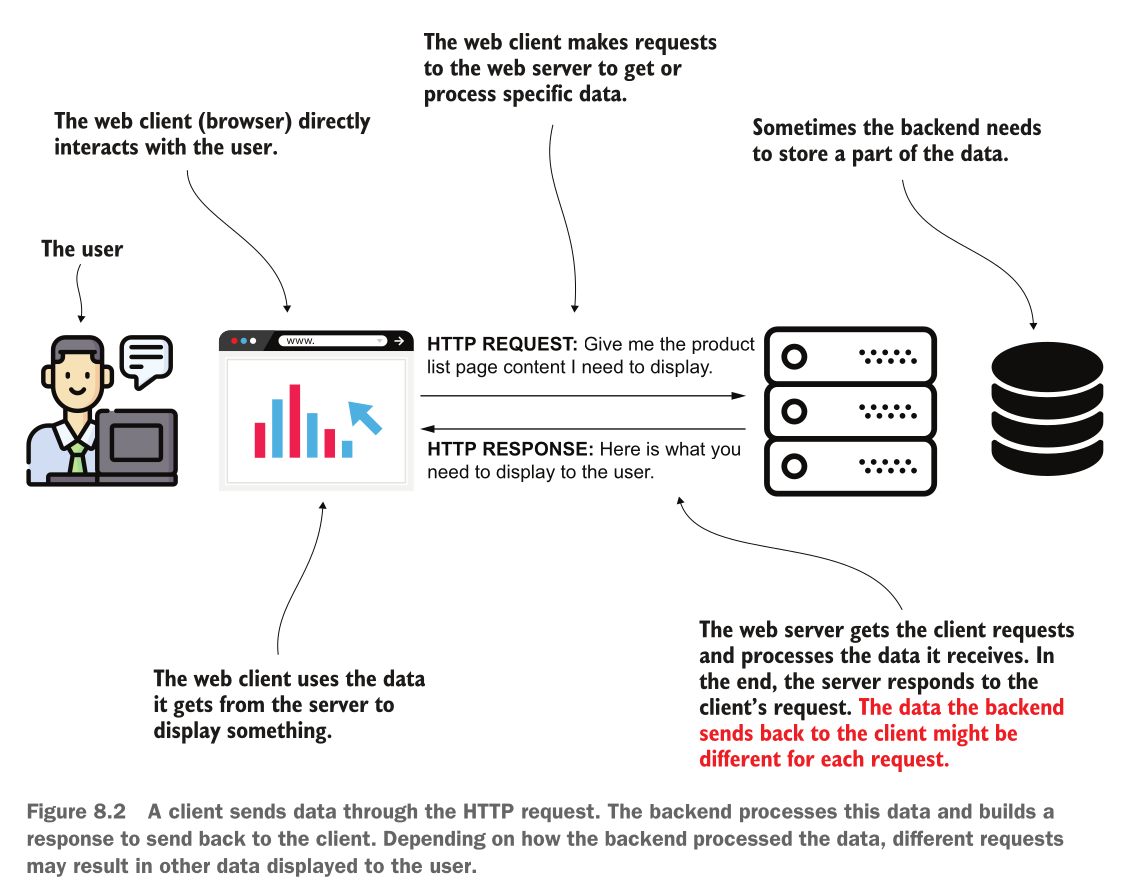 The web client makes requests
to the web server to get or
process specific data.
The web client (browser) directly
interacts with the user.
Sometimes the backend needs
to store a part of the data.
The user
www.
HTTP REQUEST: Give me the product
list page content I need to display.
HTTP RESPONSE: Here is what you
need to display to the user.
The web client uses the data
it gets from the server to
display something.
The web server gets the client requests
and processes the data it receives. In
the end, the server responds to the
client’s request. The data the backend
sends back to the client might be
different for each request.
Figure 8.2 A client sends data through the HTTP request. The backend processes this data and builds a
response to send back to the client. Depending on how the backend processed the data, different requests
may result in other data displayed to the user.